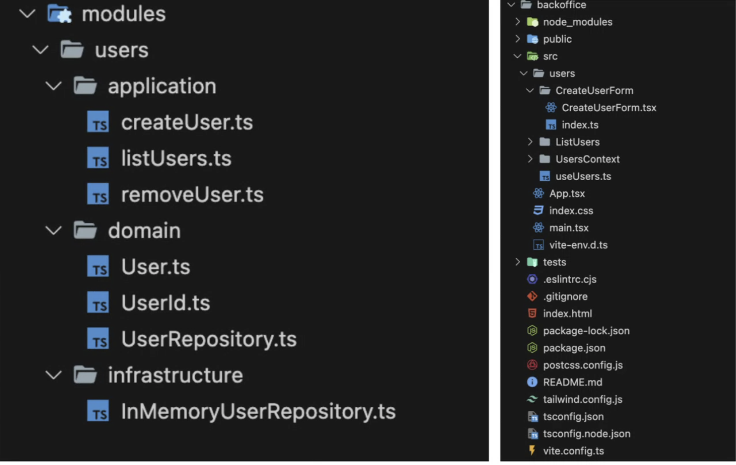 modules
users
application
TS createUser.ts
TS listUsers.ts
TS removeUser.ts
domain
TS User.ts
TS UserId.ts
TS UserRepository.ts
infrastructure
TS InMemoryUserRepository.ts
backoffice
node_modules
public
src
users
CreateUserForm
CreateUserForm.tsx
TS index.ts
ListUsers
UsersContext
TS useUsers.ts
App.tsx
index.css
main.tsx
TS vite-env.d.ts
tests
.eslintrc.cjs
.gitignore
index.html
package-lock.json
package.json
postcss.config.js
README.md
tailwind.config.js
TS tsconfig.json
TS tsconfig.node.json
vite.config.ts